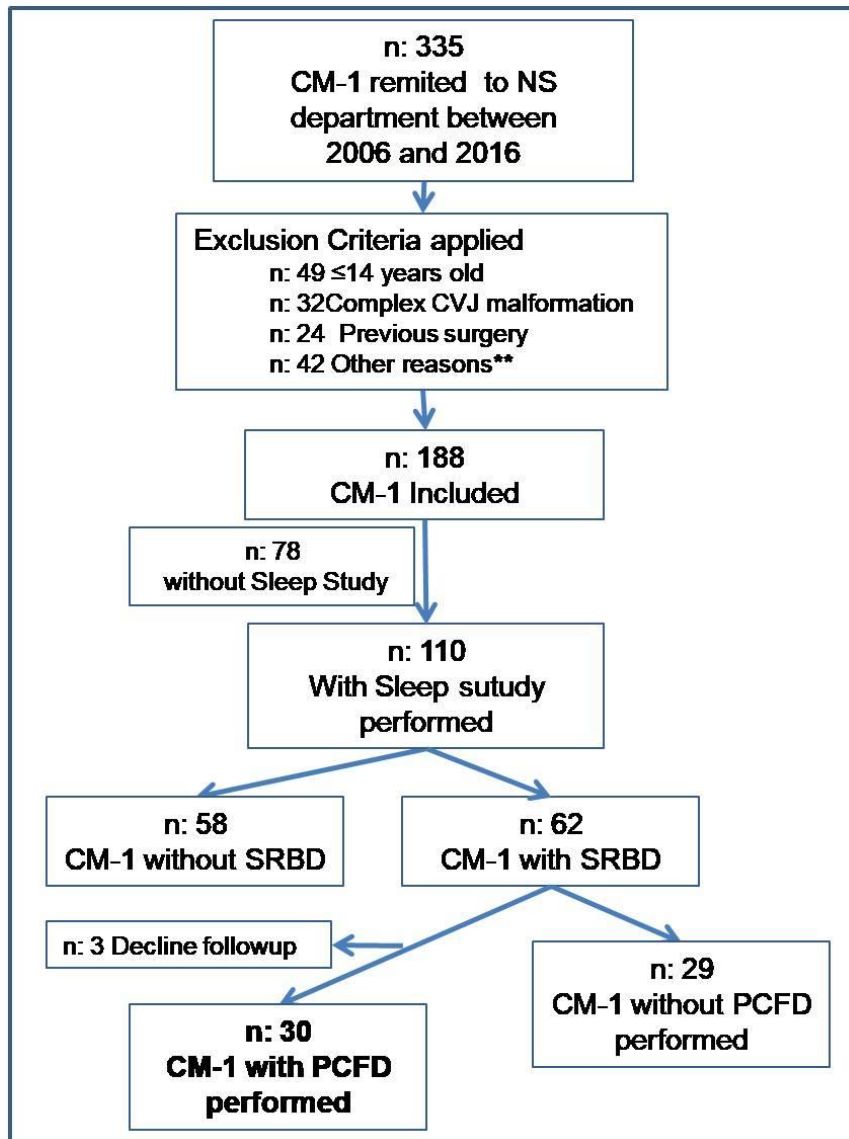 n: 335
CM-1 remited to NS
department between
2006 and 2016
Exclusion Criteria applied
n: 49 ≤14 years old
n: 32Complex CVJ malformation
n: 24 Previous surgery
n: 42 Other reasons**
n: 188
CM-1 Included
n: 78
without Sleep Study
n: 110
With Sleep sutudy
performed
n: 58
CM-1 without SRBD
n: 62
CM-1 with SRBD
n: 3 Decline followup
n: 29
CM-1 without PCFD
performed
n: 30
CM-1 with PCFD
performed